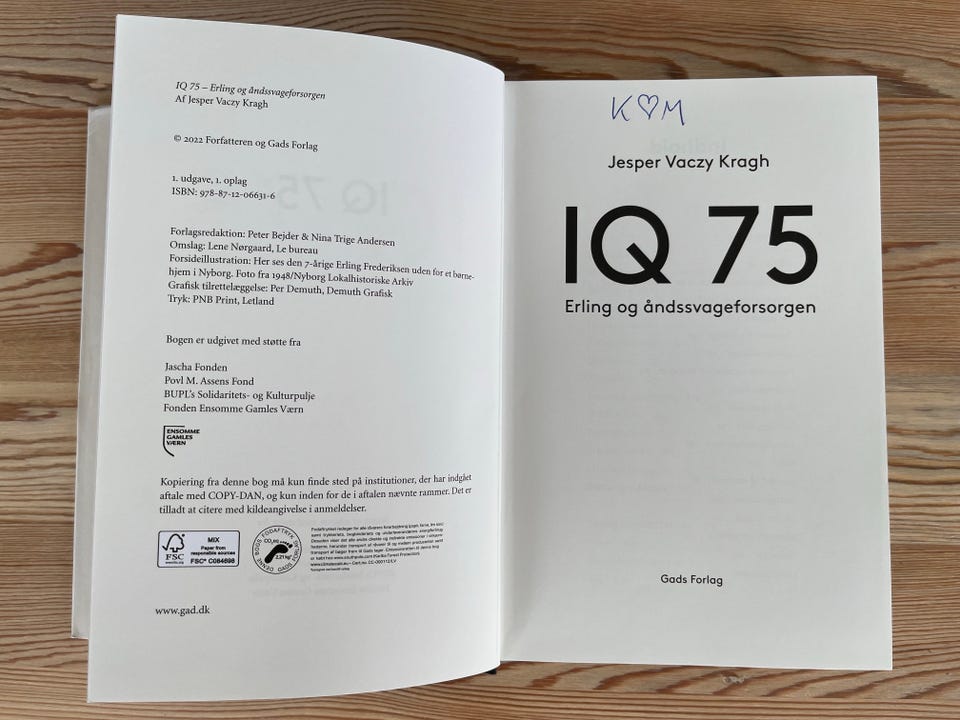 IQ 75 – Erling og åndssvageforsorgen
Af Jesper Vaczy Kragh
© 2022 Forfatteren og Gads Forlag
1. udgave, 1. oplag
ISBN: 978-87-12-06631-6
Forlagsredaktion: Peter Bejder & Nina Trige Andersen
Omslag: Lene Nørgaard, Le bureau
Forsideillustration: Her ses den 7-årige Erling Frederiksen uden for et børne-
hjem i Nyborg. Foto fra 1948/Nyborg Lokalhistoriske Arkiv
Grafisk tilrettelæggelse: Per Demuth, Demuth Grafisk
Tryk: PNB Print, Letland
Bogen er udgivet med støtte fra
Jascha Fonden
Povl M. Assens Fond
BUPL's Solidaritets- og Kulturpulje
Fonden Ensomme Gamles Værn
ENSOMME
GAMLES
VÆRN
Kopiering fra denne bog må kun finde sted på institutioner, der har indgået
aftale med COPY-DAN, og kun inden for de i aftalen nævnte rammer. Det er
tilladt at citere med kildeangivelse i anmeldelser.
FSC
MIX
Paper from
responsible sources
FSC® C084698
DENNE BOGS FODAFTRYK
GADS FORLAG
www.gad.dk
K♡M
Jesper Vaczy Kragh
IQ 75
Erling og åndssvageforsorgen
Gads Forlag